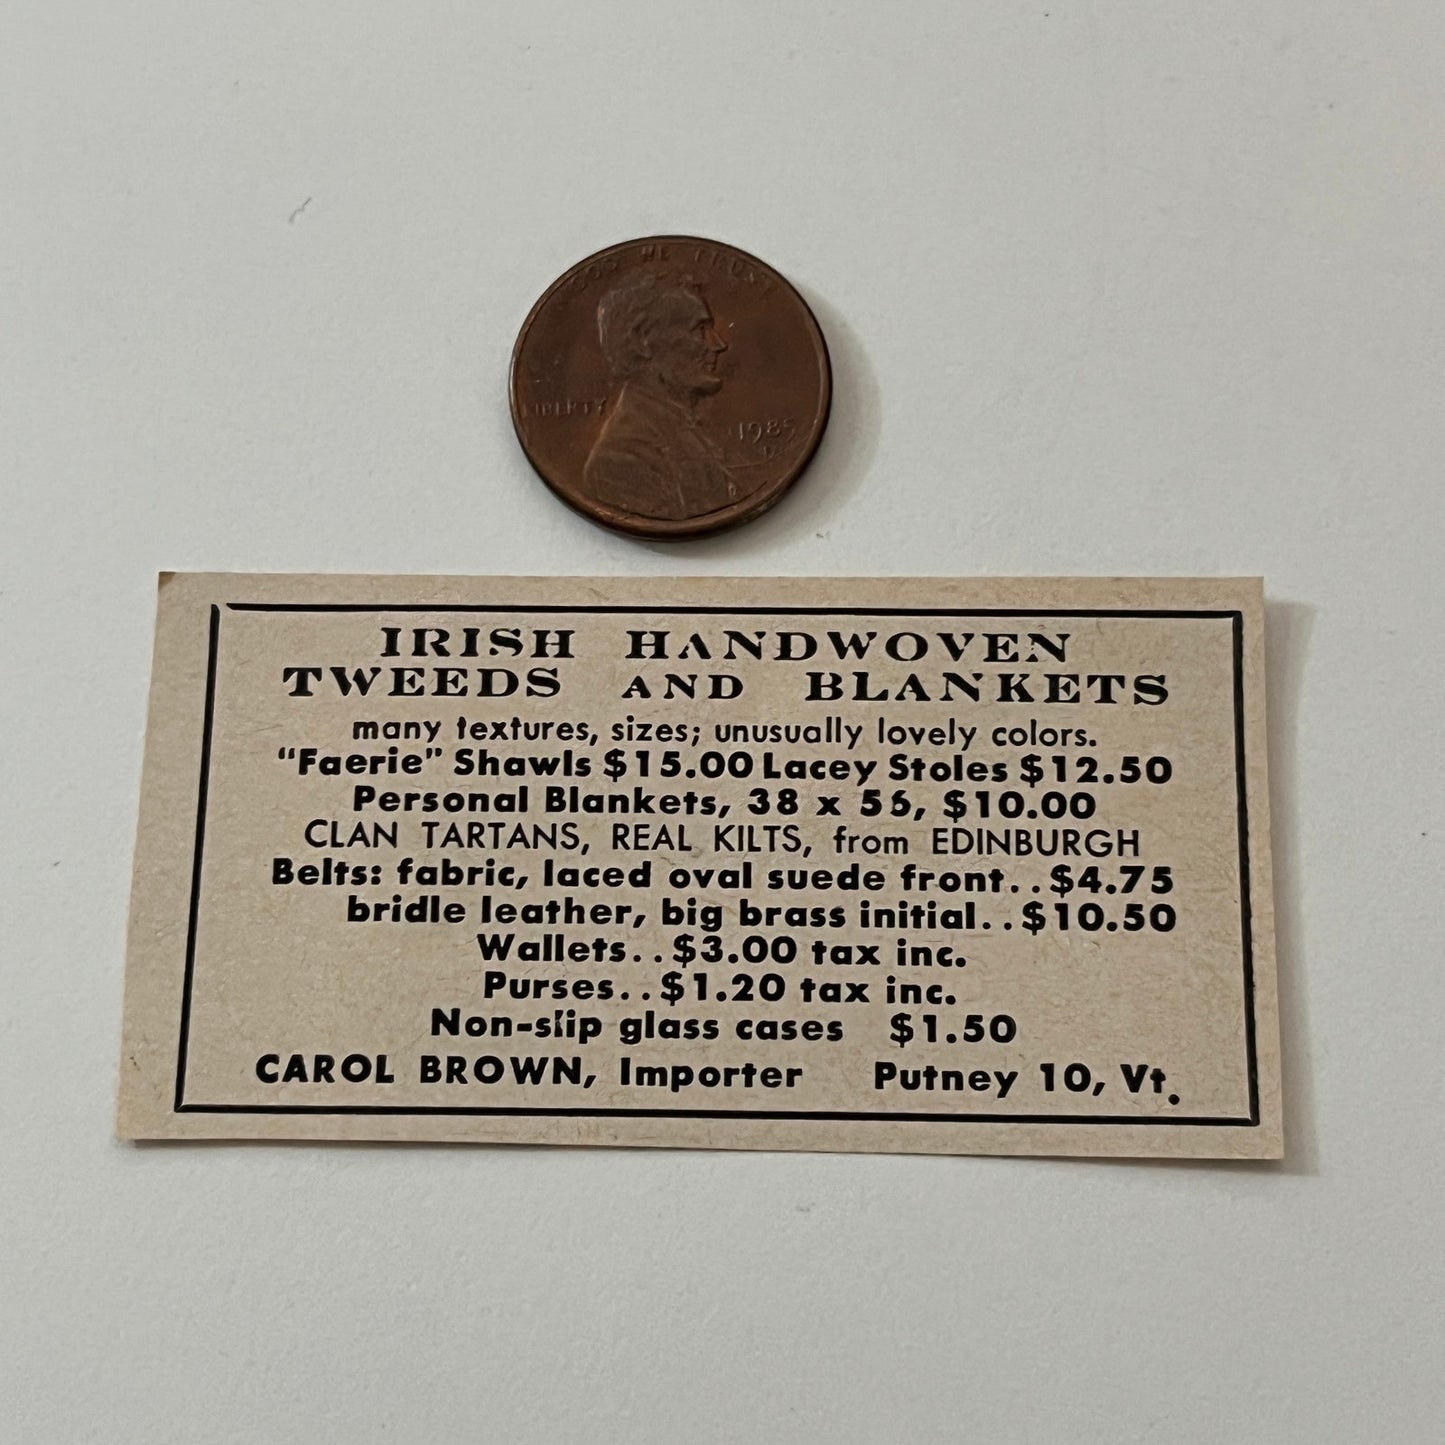 GOD WE TRUST
LIBERTY
1985
D
IRISH HANDWOVEN
TWEEDS AND BLANKETS
many textures, sizes; unusually lovely colors.
"Faerie" Shawls $15.00 Lacey Stoles $12.50
Personal Blankets, 38 x 56, $10.00
CLAN TARTANS, REAL KILTS, from EDINBURGH
Belts: fabric, laced oval suede front..$4.75
bridle leather, big brass initial..$10.50
Wallets..$3.00 tax inc.
Purses..$1.20 tax inc.
Non-slip glass cases $1.50
CAROL BROWN, Importer Putney 10, Vt.